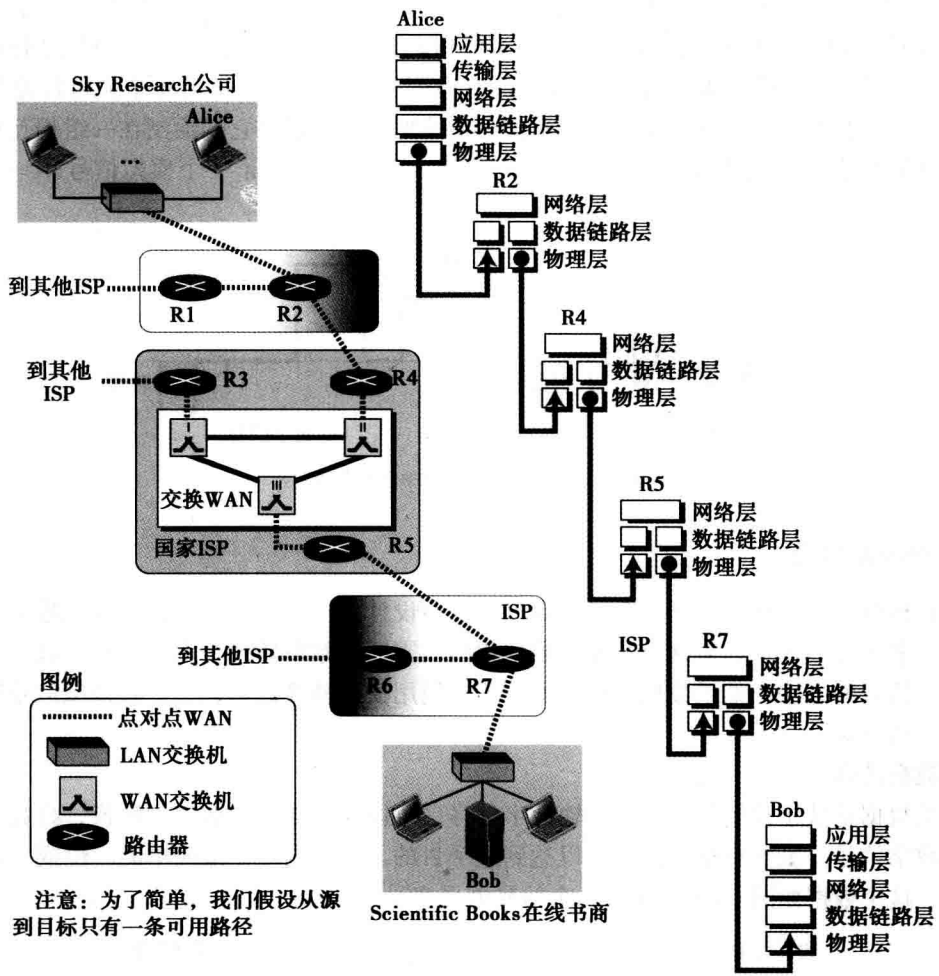 Alice
应用层
传输层
网络层
数据链路层
物理层
Sky Research公司
Alice
...
R2
网络层
数据链路层
物理层
到其他ISP
R1
R2
R4
网络层
数据链路层
物理层
到其他
ISP
R3
R4
I
II
III
交换WAN
国家ISP
R5
R5
网络层
数据链路层
物理层
ISP
ISP
到其他ISP
R6
R7
R7
网络层
数据链路层
物理层
图例
点对点WAN
LAN交换机
WAN交换机
路由器
Bob
Scientific Books在线书商
Bob
应用层
传输层
网络层
数据链路层
物理层
注意：为了简单，我们假设从源
到目标只有一条可用路径